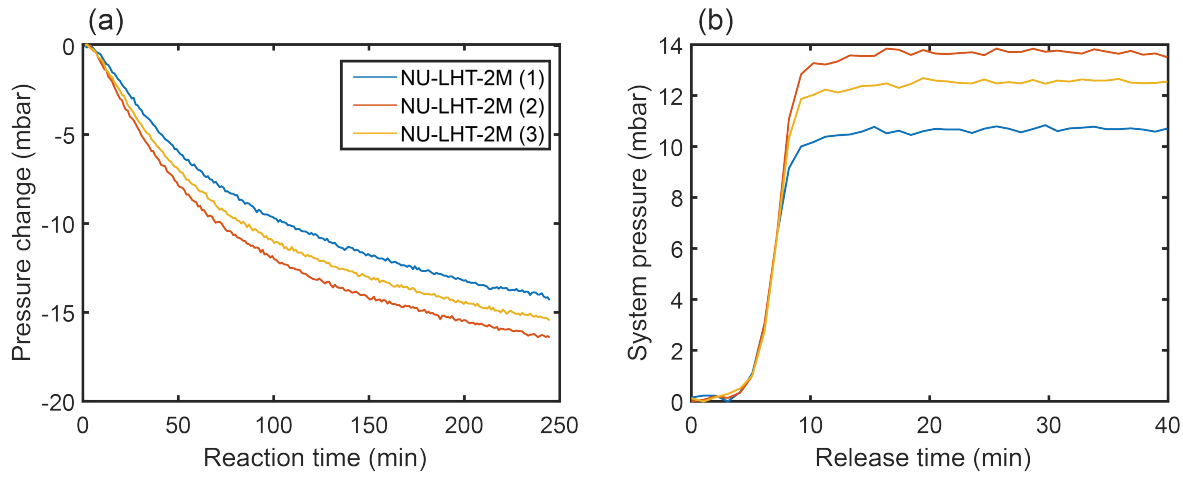 (a)
0
-5
-10
-15
-20
0 50 100 150 200 250
Pressure change (mbar)
Reaction time (min)
NU-LHT-2M (1)
NU-LHT-2M (2)
NU-LHT-2M (3)
(b)
14
12
10
8
6
4
2
0
0 10 20 30 40
System pressure (mbar)
Release time (min)